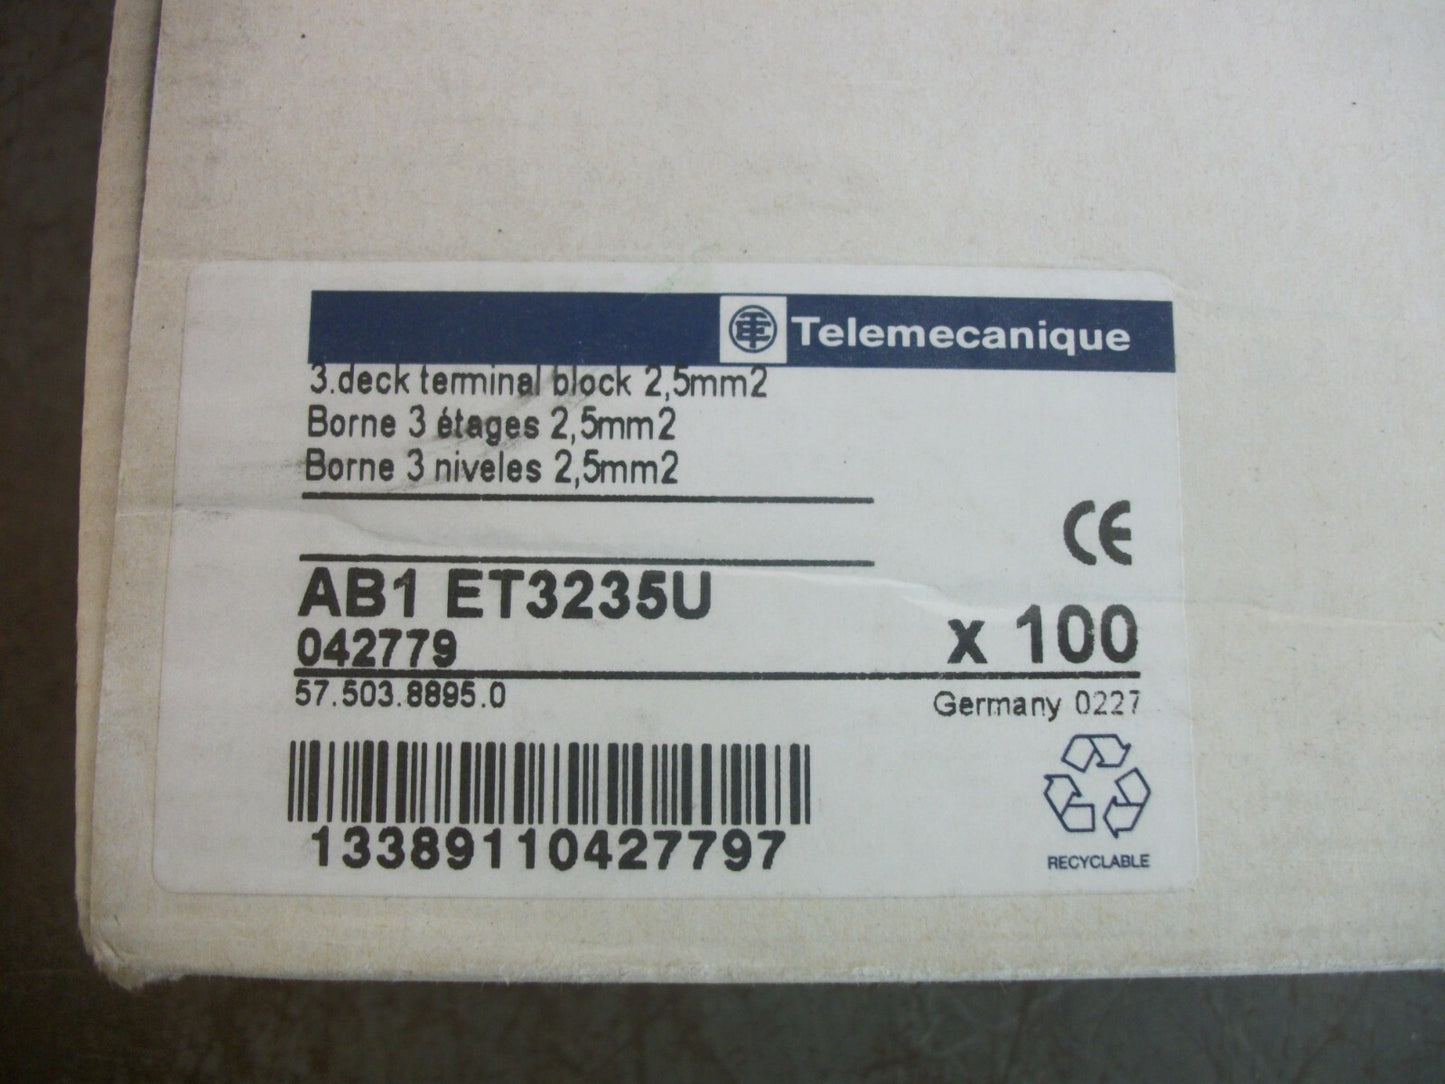 Telemecanique
3.deck terminal block 2,5mm2
Borne 3 étages 2,5mm2
Borne 3 niveles 2,5mm2
CE
AB1 ET3235U
042779
x 100
57.503.8895.0
Germany 0227
13389110427797
RECYCLABLE